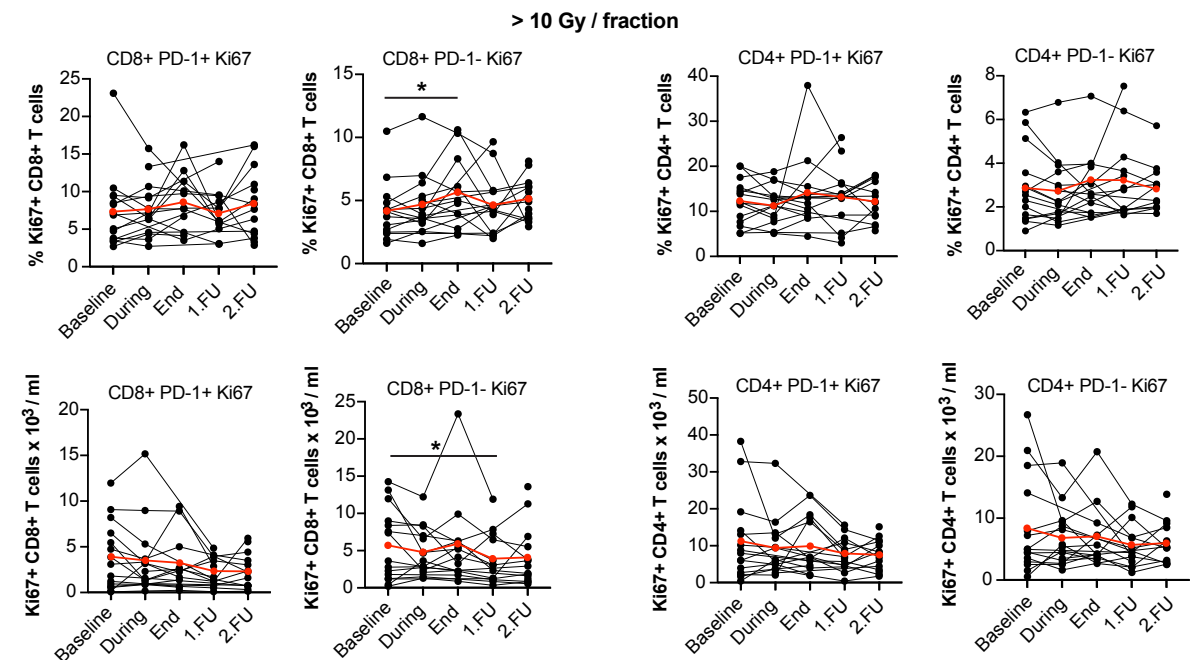 > 10 Gy / fraction
CD8+ PD-1+ Ki67
% Ki67+ CD8+ T cells
25
20
15
10
5
0
Baseline
During
End
1.FU
2.FU
CD8+ PD-1- Ki67
% Ki67+ CD8+ T cells
15
10
5
0
*
Baseline
During
End
1.FU
2.FU
CD4+ PD-1+ Ki67
% Ki67+ CD4+ T cells
40
30
20
10
0
Baseline
During
End
1.FU
2.FU
CD4+ PD-1- Ki67
% Ki67+ CD4+ T cells
8
6
4
2
0
Baseline
During
End
1.FU
2.FU
CD8+ PD-1+ Ki67
Ki67+ CD8+ T cells x 10³ / ml
20
15
10
5
0
Baseline
During
End
1.FU
2.FU
CD8+ PD-1- Ki67
Ki67+ CD8+ T cells x 10³ / ml
25
20
15
10
5
0
*
Baseline
During
End
1.FU
2.FU
CD4+ PD-1+ Ki67
Ki67+ CD4+ T cells x 10³ / ml
50
40
30
20
10
0
Baseline
During
End
1.FU
2.FU
CD4+ PD-1- Ki67
Ki67+ CD4+ T cells x 10³ / ml
30
20
10
0
Baseline
During
End
1.FU
2.FU